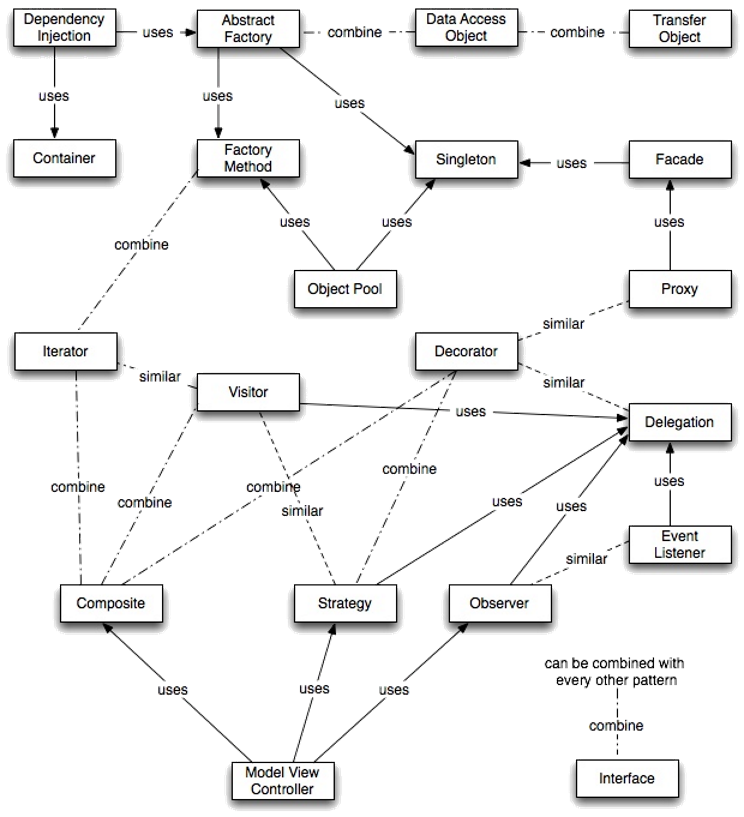 Dependency
Injection
uses
Abstract
Factory
combine
Data Access
Object
combine
Transfer
Object
uses
uses
uses
Container
Factory
Method
Singleton
uses
Facade
combine
uses
uses
uses
Object Pool
Proxy
similar
Iterator
similar
Decorator
similar
Visitor
uses
Delegation
combine
combine
combine
similar
combine
uses
uses
uses
Event
Listener
similar
Composite
Strategy
Observer
uses
uses
uses
Model View
Controller
can be combined with
every other pattern
combine
Interface